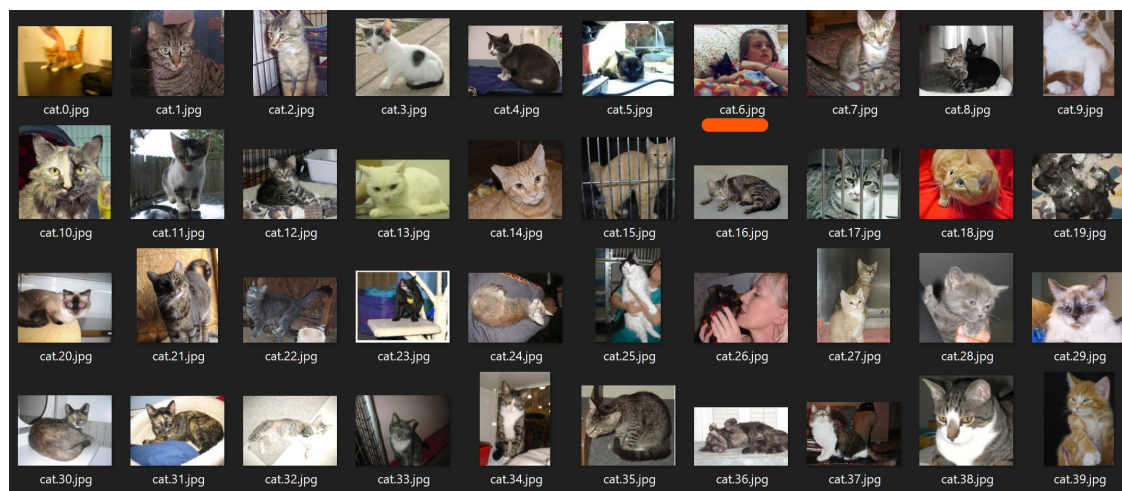 cat.0.jpg cat.1.jpg cat.2.jpg cat.3.jpg cat.4.jpg cat.5.jpg cat.6.jpg cat.7.jpg cat.8.jpg cat.9.jpg
cat.10.jpg cat.11.jpg cat.12.jpg cat.13.jpg cat.14.jpg cat.15.jpg cat.16.jpg cat.17.jpg cat.18.jpg cat.19.jpg
cat.20.jpg cat.21.jpg cat.22.jpg cat.23.jpg cat.24.jpg cat.25.jpg cat.26.jpg cat.27.jpg cat.28.jpg cat.29.jpg
cat.30.jpg cat.31.jpg cat.32.jpg cat.33.jpg cat.34.jpg cat.35.jpg cat.36.jpg cat.37.jpg cat.38.jpg cat.39.jpg